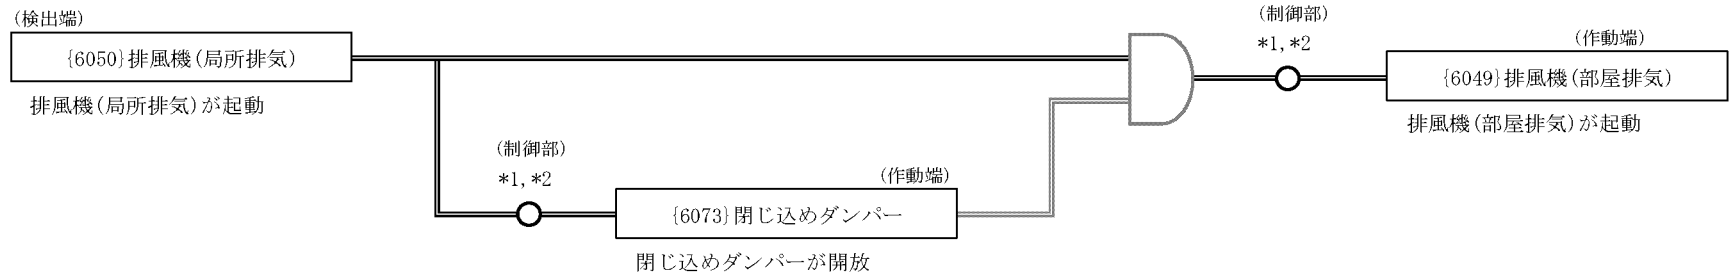 (検出端)
{6050}排風機(局所排気)
排風機(局所排気)が起動
(制御部)
*1,*2
(作動端)
{6073}閉じ込めダンパー
閉じ込めダンパーが開放
(制御部)
*1,*2
(作動端)
{6049}排風機(部屋排気)
排風機(部屋排気)が起動